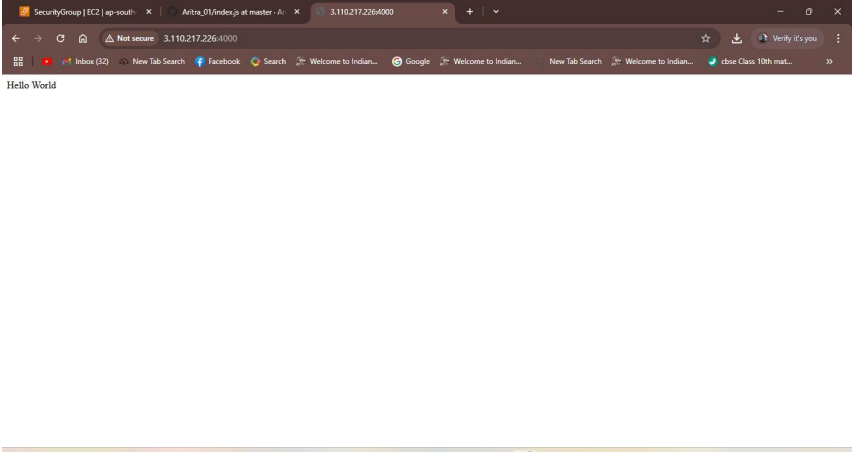 SecurityGroup | EC2 | ap-south-
Aritra_01/index.js at master · Ar
3.110.217.226:4000
Not secure 3.110.217.226:4000
Verify it's you
Inbox (32) New Tab Search Facebook Search Welcome to Indian... Google Welcome to Indian... New Tab Search Welcome to Indian... cbse Class 10th mat...
Hello World